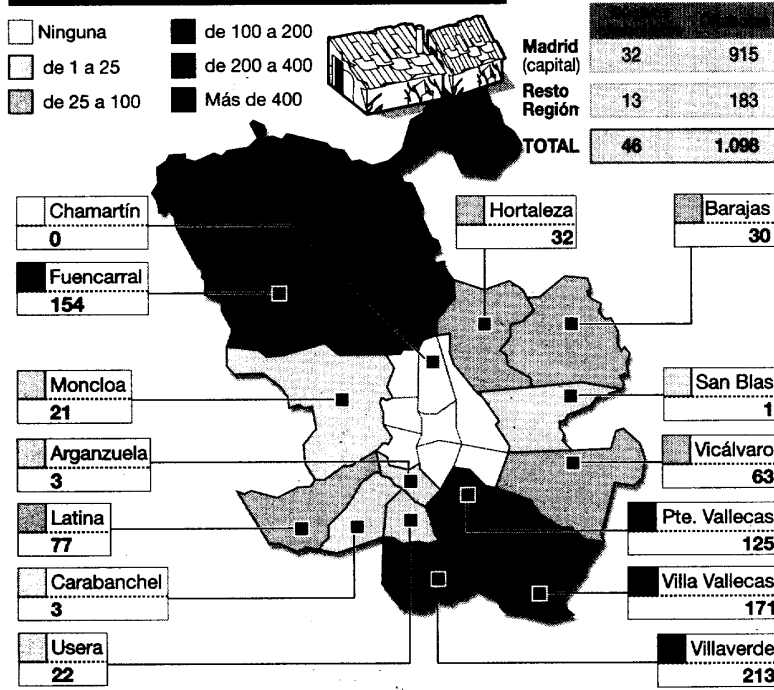 Ninguna
de 1 a 25
de 25 a 100
de 100 a 200
de 200 a 400
Más de 400
Madrid (capital) 32 915
Resto Región 13 183
TOTAL 46 1.098
Chamartín
0
Fuencarral
154
Moncloa
21
Arganzuela
3
Latina
77
Carabanchel
3
Usera
22
Hortaleza
32
Barajas
30
San Blas
1
Vicálvaro
63
Pte. Vallecas
125
Villa Vallecas
171
Villaverde
213